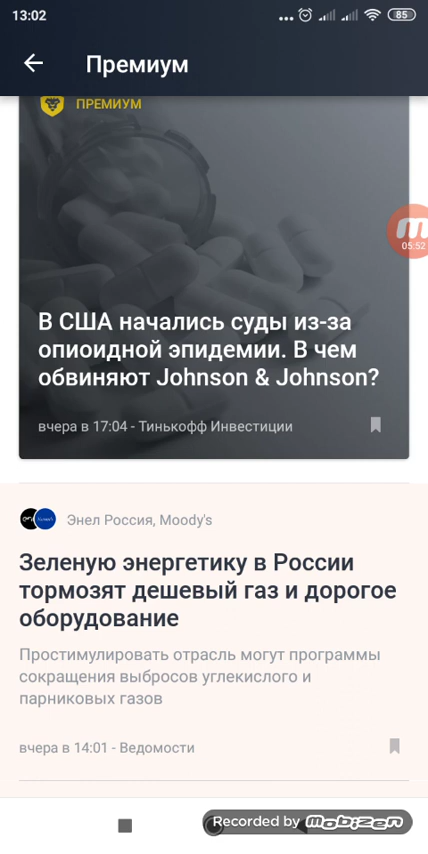 13:02
85
Премиум
ПРЕМИУМ
05:52
В США начались суды из-за
опиоидной эпидемии. В чем
обвиняют Johnson & Johnson?
вчера в 17:04 - Тинькофф Инвестиции
Энел Россия, Moody's
Зеленую энергетику в России
тормозят дешевый газ и дорогое
оборудование
Простимулировать отрасль могут программы
сокращения выбросов углекислого и
парниковых газов
вчера в 14:01 - Ведомости
Recorded by mobizen